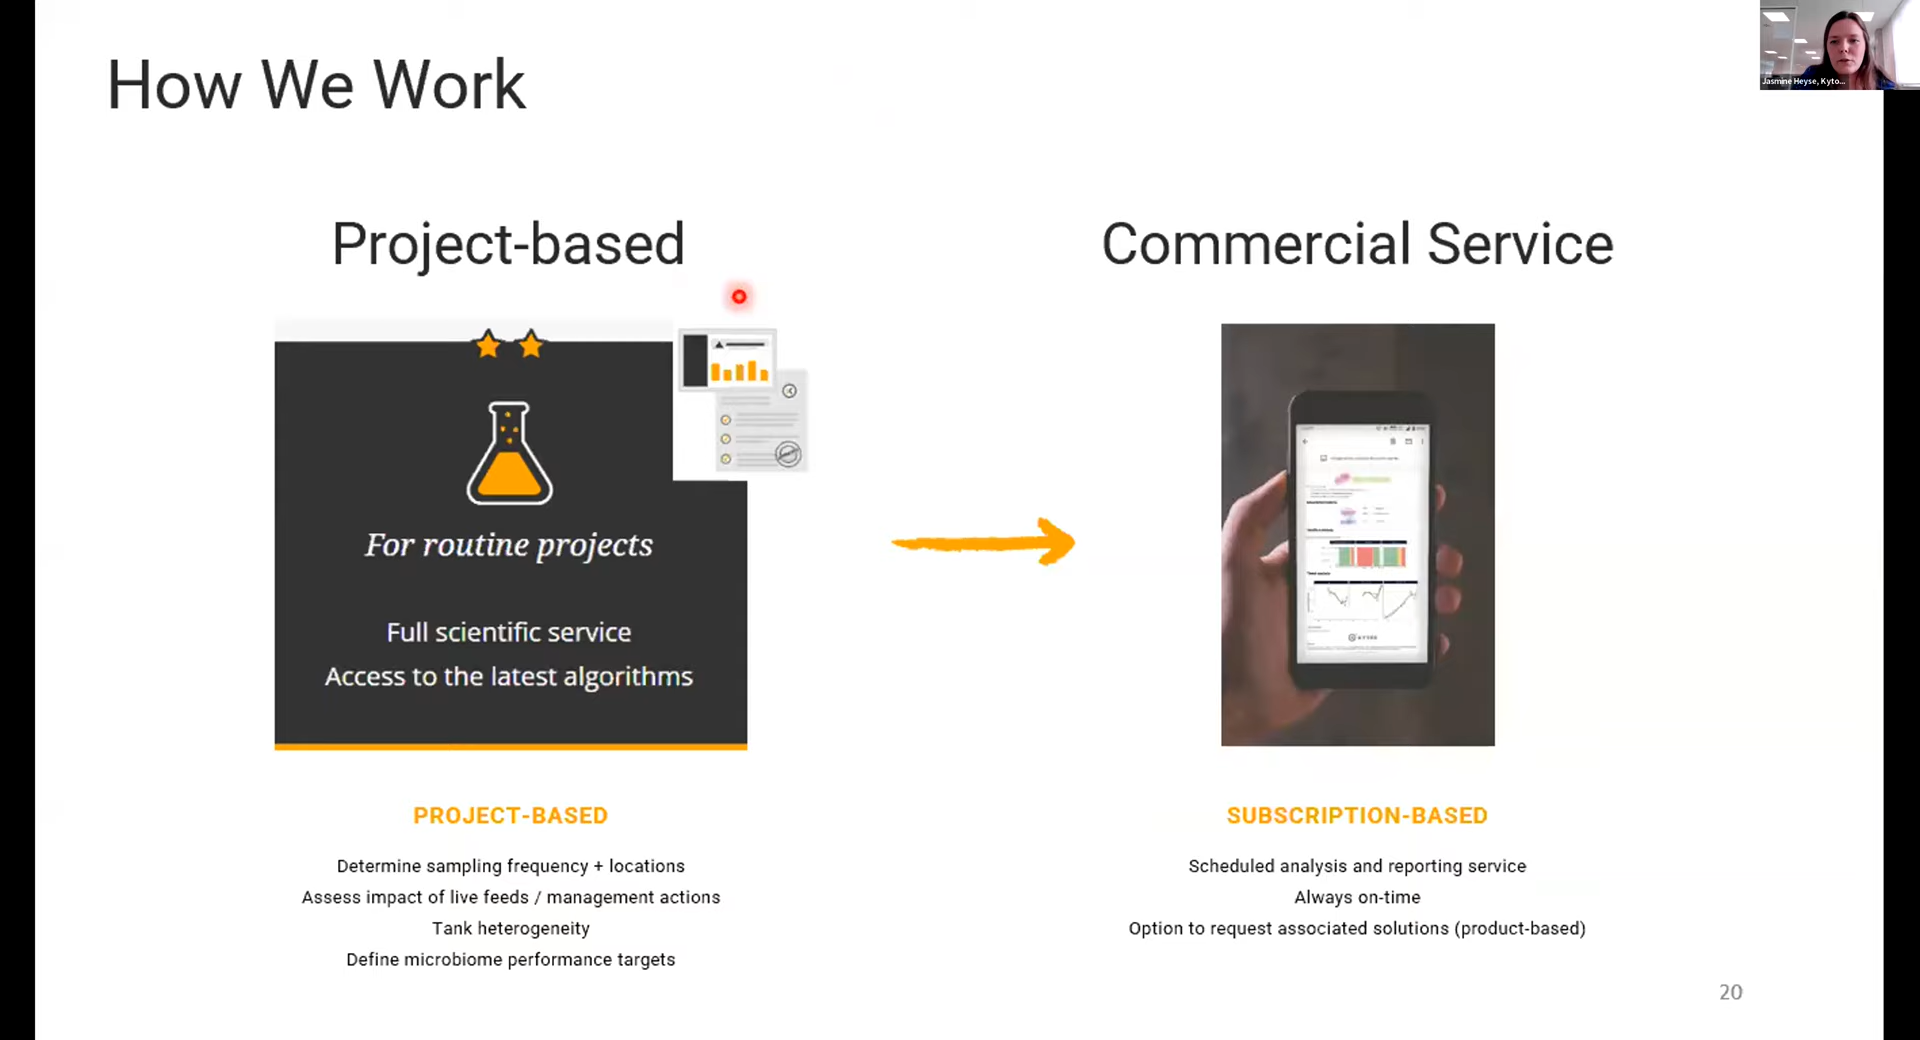 How We Work
Jasmine Heyse, Kyto...
Project-based
Commercial Service
For routine projects
Full scientific service
Access to the latest algorithms
PROJECT-BASED
Determine sampling frequency + locations
Assess impact of live feeds / management actions
Tank heterogeneity
Define microbiome performance targets
SUBSCRIPTION-BASED
Scheduled analysis and reporting service
Always on-time
Option to request associated solutions (product-based)
20